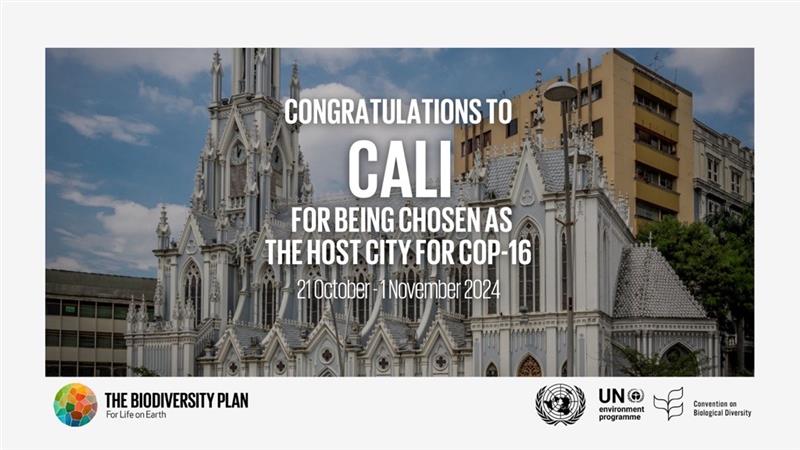 CONGRATULATIONS TO
CALI
FOR BEING CHOSEN AS
THE HOST CITY FOR COP-16
21 October - 1 November 2024
THE BIODIVERSITY PLAN
For Life on Earth
UN
environment
programme
Convention on
Biological Diversity